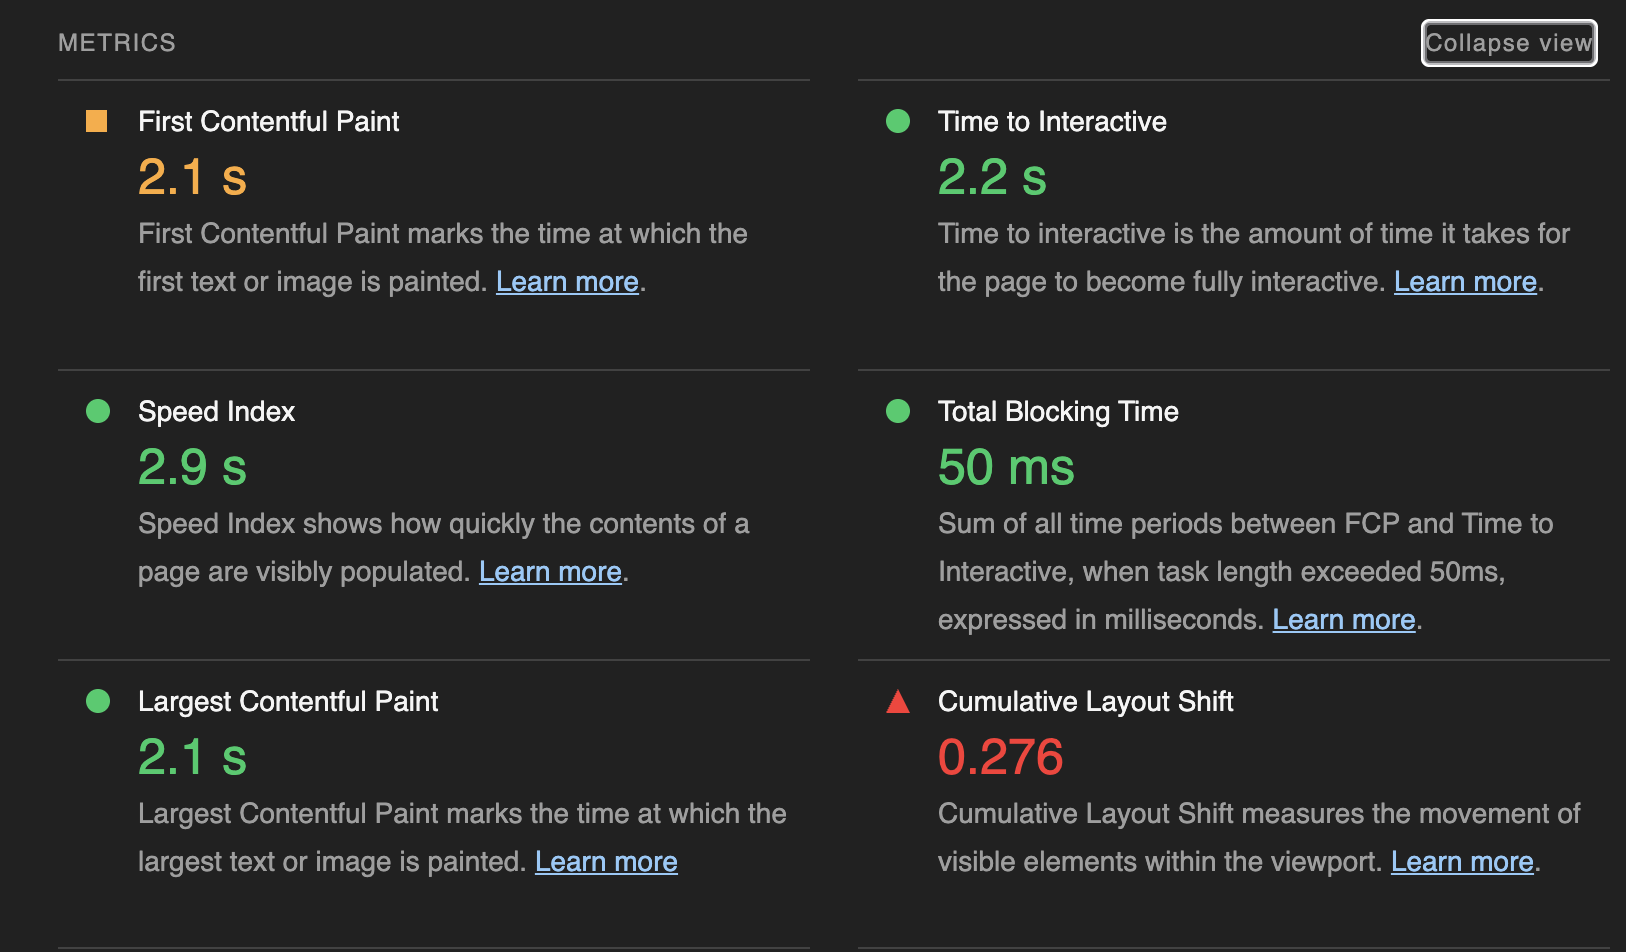 METRICS
Collapse view
First Contentful Paint
2.1 s
First Contentful Paint marks the time at which the
first text or image is painted. Learn more.
Time to Interactive
2.2 s
Time to interactive is the amount of time it takes for
the page to become fully interactive. Learn more.
Speed Index
2.9 s
Speed Index shows how quickly the contents of a
page are visibly populated. Learn more.
Total Blocking Time
50 ms
Sum of all time periods between FCP and Time to
Interactive, when task length exceeded 50ms,
expressed in milliseconds. Learn more.
Largest Contentful Paint
2.1 s
Largest Contentful Paint marks the time at which the
largest text or image is painted. Learn more
Cumulative Layout Shift
0.276
Cumulative Layout Shift measures the movement of
visible elements within the viewport. Learn more.